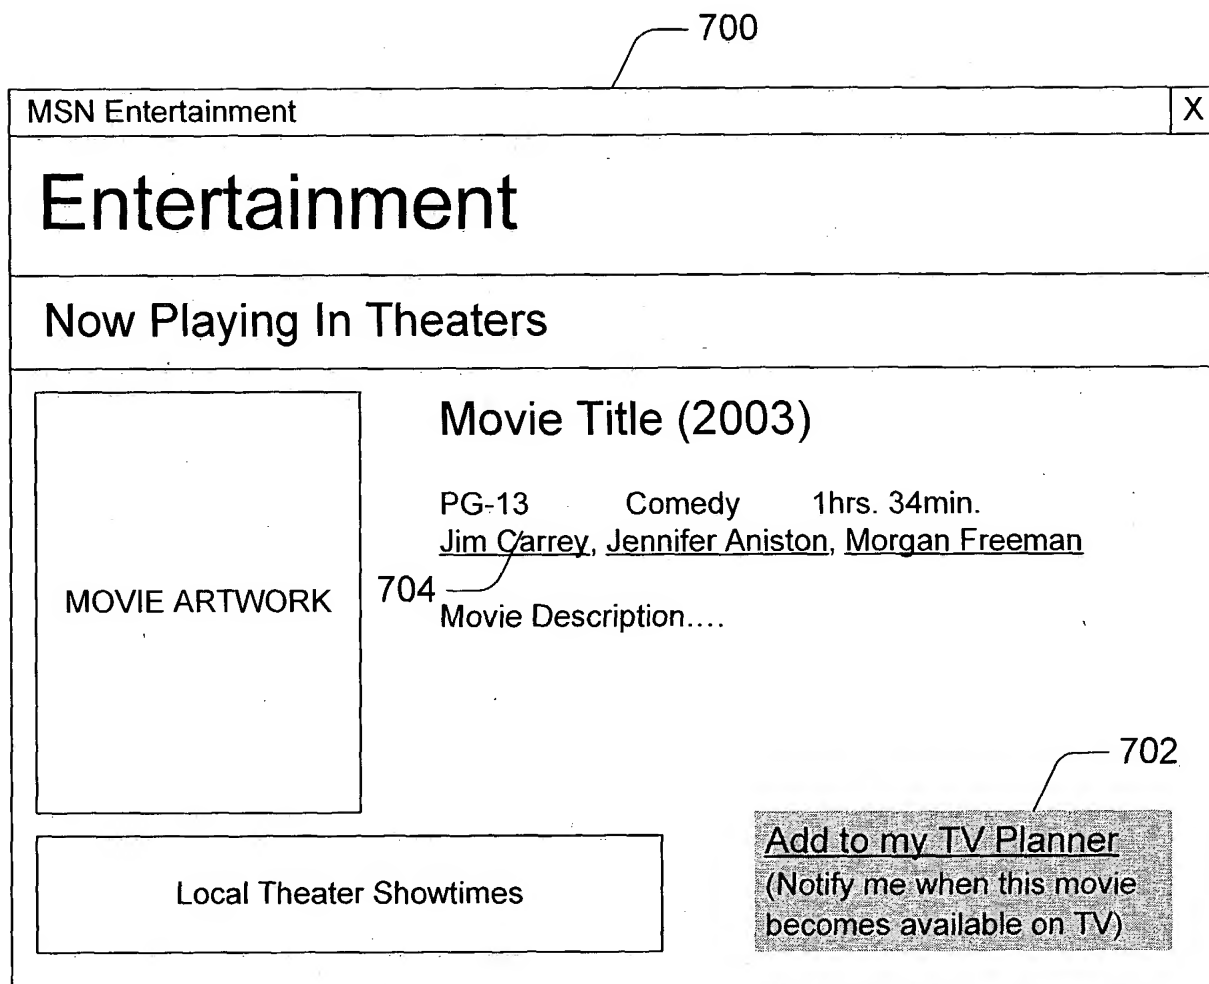 700
MSN Entertainment X
Entertainment
Now Playing In Theaters
Movie Title (2003)
PG-13 Comedy 1hrs. 34min.
Jim Carrey, Jennifer Aniston, Morgan Freeman
MOVIE ARTWORK
704
Movie Description....
702
Add to my TV Planner
(Notify me when this movie
becomes available on TV)
Local Theater Showtimes